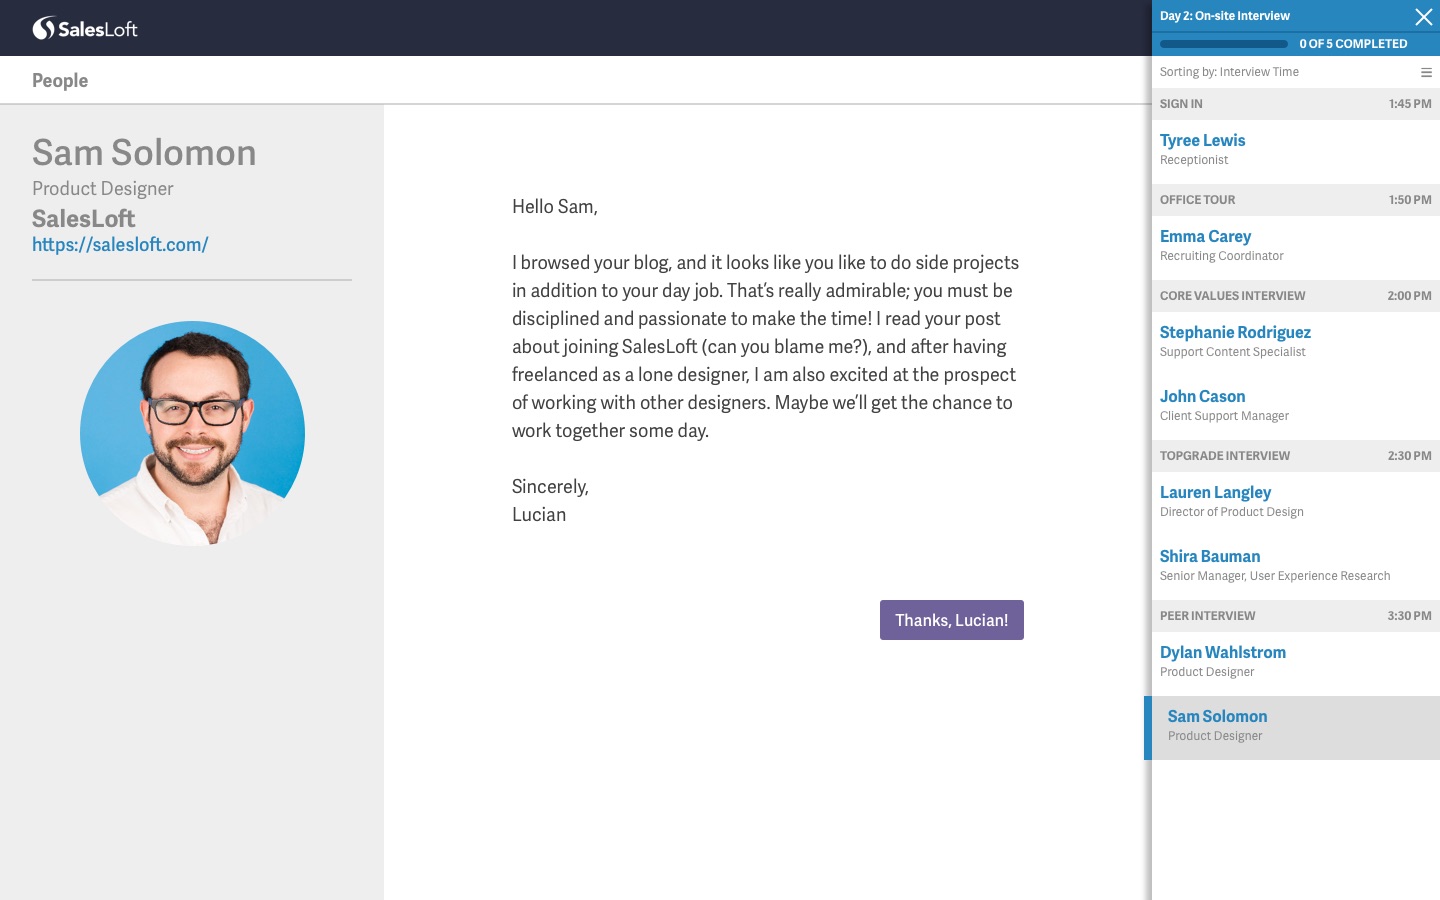 SalesLoft
People
Sam Solomon
Product Designer
SalesLoft
https://salesloft.com/
Hello Sam,
I browsed your blog, and it looks like you like to do side projects
in addition to your day job. That’s really admirable; you must be
disciplined and passionate to make the time! I read your post
about joining SalesLoft (can you blame me?), and after having
freelanced as a lone designer, I am also excited at the prospect
of working with other designers. Maybe we’ll get the chance to
work together some day.
Sincerely,
Lucian
Thanks, Lucian!
Day 2: On-site Interview
0 OF 5 COMPLETED
Sorting by: Interview Time
SIGN IN 1:45 PM
Tyree Lewis
Receptionist
OFFICE TOUR 1:50 PM
Emma Carey
Recruiting Coordinator
CORE VALUES INTERVIEW 2:00 PM
Stephanie Rodriguez
Support Content Specialist
John Cason
Client Support Manager
TOPGRADE INTERVIEW 2:30 PM
Lauren Langley
Director of Product Design
Shira Bauman
Senior Manager, User Experience Research
PEER INTERVIEW 3:30 PM
Dylan Wahlstrom
Product Designer
Sam Solomon
Product Designer